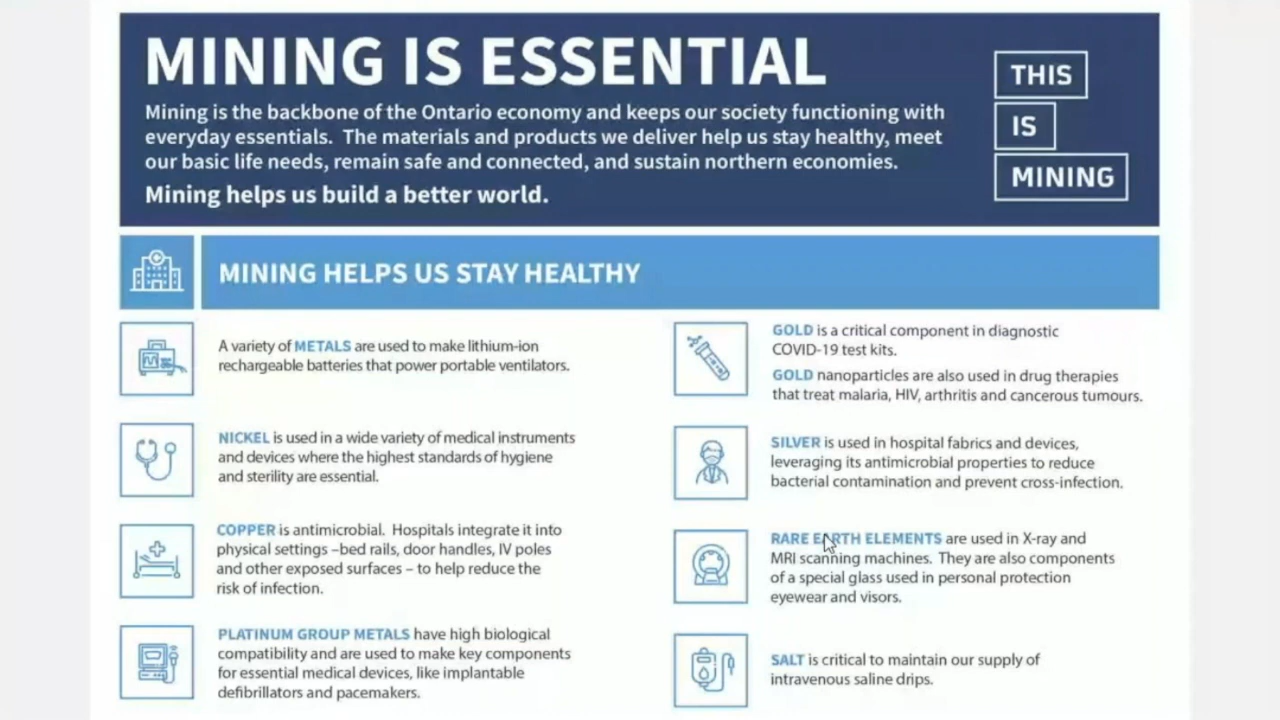 MINING IS ESSENTIAL
Mining is the backbone of the Ontario economy and keeps our society functioning with
everyday essentials. The materials and products we deliver help us stay healthy, meet
our basic life needs, remain safe and connected, and sustain northern economies.
Mining helps us build a better world.
THIS
IS
MINING
MINING HELPS US STAY HEALTHY
A variety of METALS are used to make lithium-ion
rechargeable batteries that power portable ventilators.
NICKEL is used in a wide variety of medical instruments
and devices where the highest standards of hygiene
and sterility are essential.
COPPER is antimicrobial. Hospitals integrate it into
physical settings –bed rails, door handles, IV poles
and other exposed surfaces – to help reduce the
risk of infection.
PLATINUM GROUP METALS have high biological
compatibility and are used to make key components
for essential medical devices, like implantable
defibrillators and pacemakers.
GOLD is a critical component in diagnostic
COVID-19 test kits.
GOLD nanoparticles are also used in drug therapies
that treat malaria, HIV, arthritis and cancerous tumours.
SILVER is used in hospital fabrics and devices,
leveraging its antimicrobial properties to reduce
bacterial contamination and prevent cross-infection.
RARE EARTH ELEMENTS are used in X-ray and
MRI scanning machines. They are also components
of a special glass used in personal protection
eyewear and visors.
SALT is critical to maintain our supply of
intravenous saline drips.